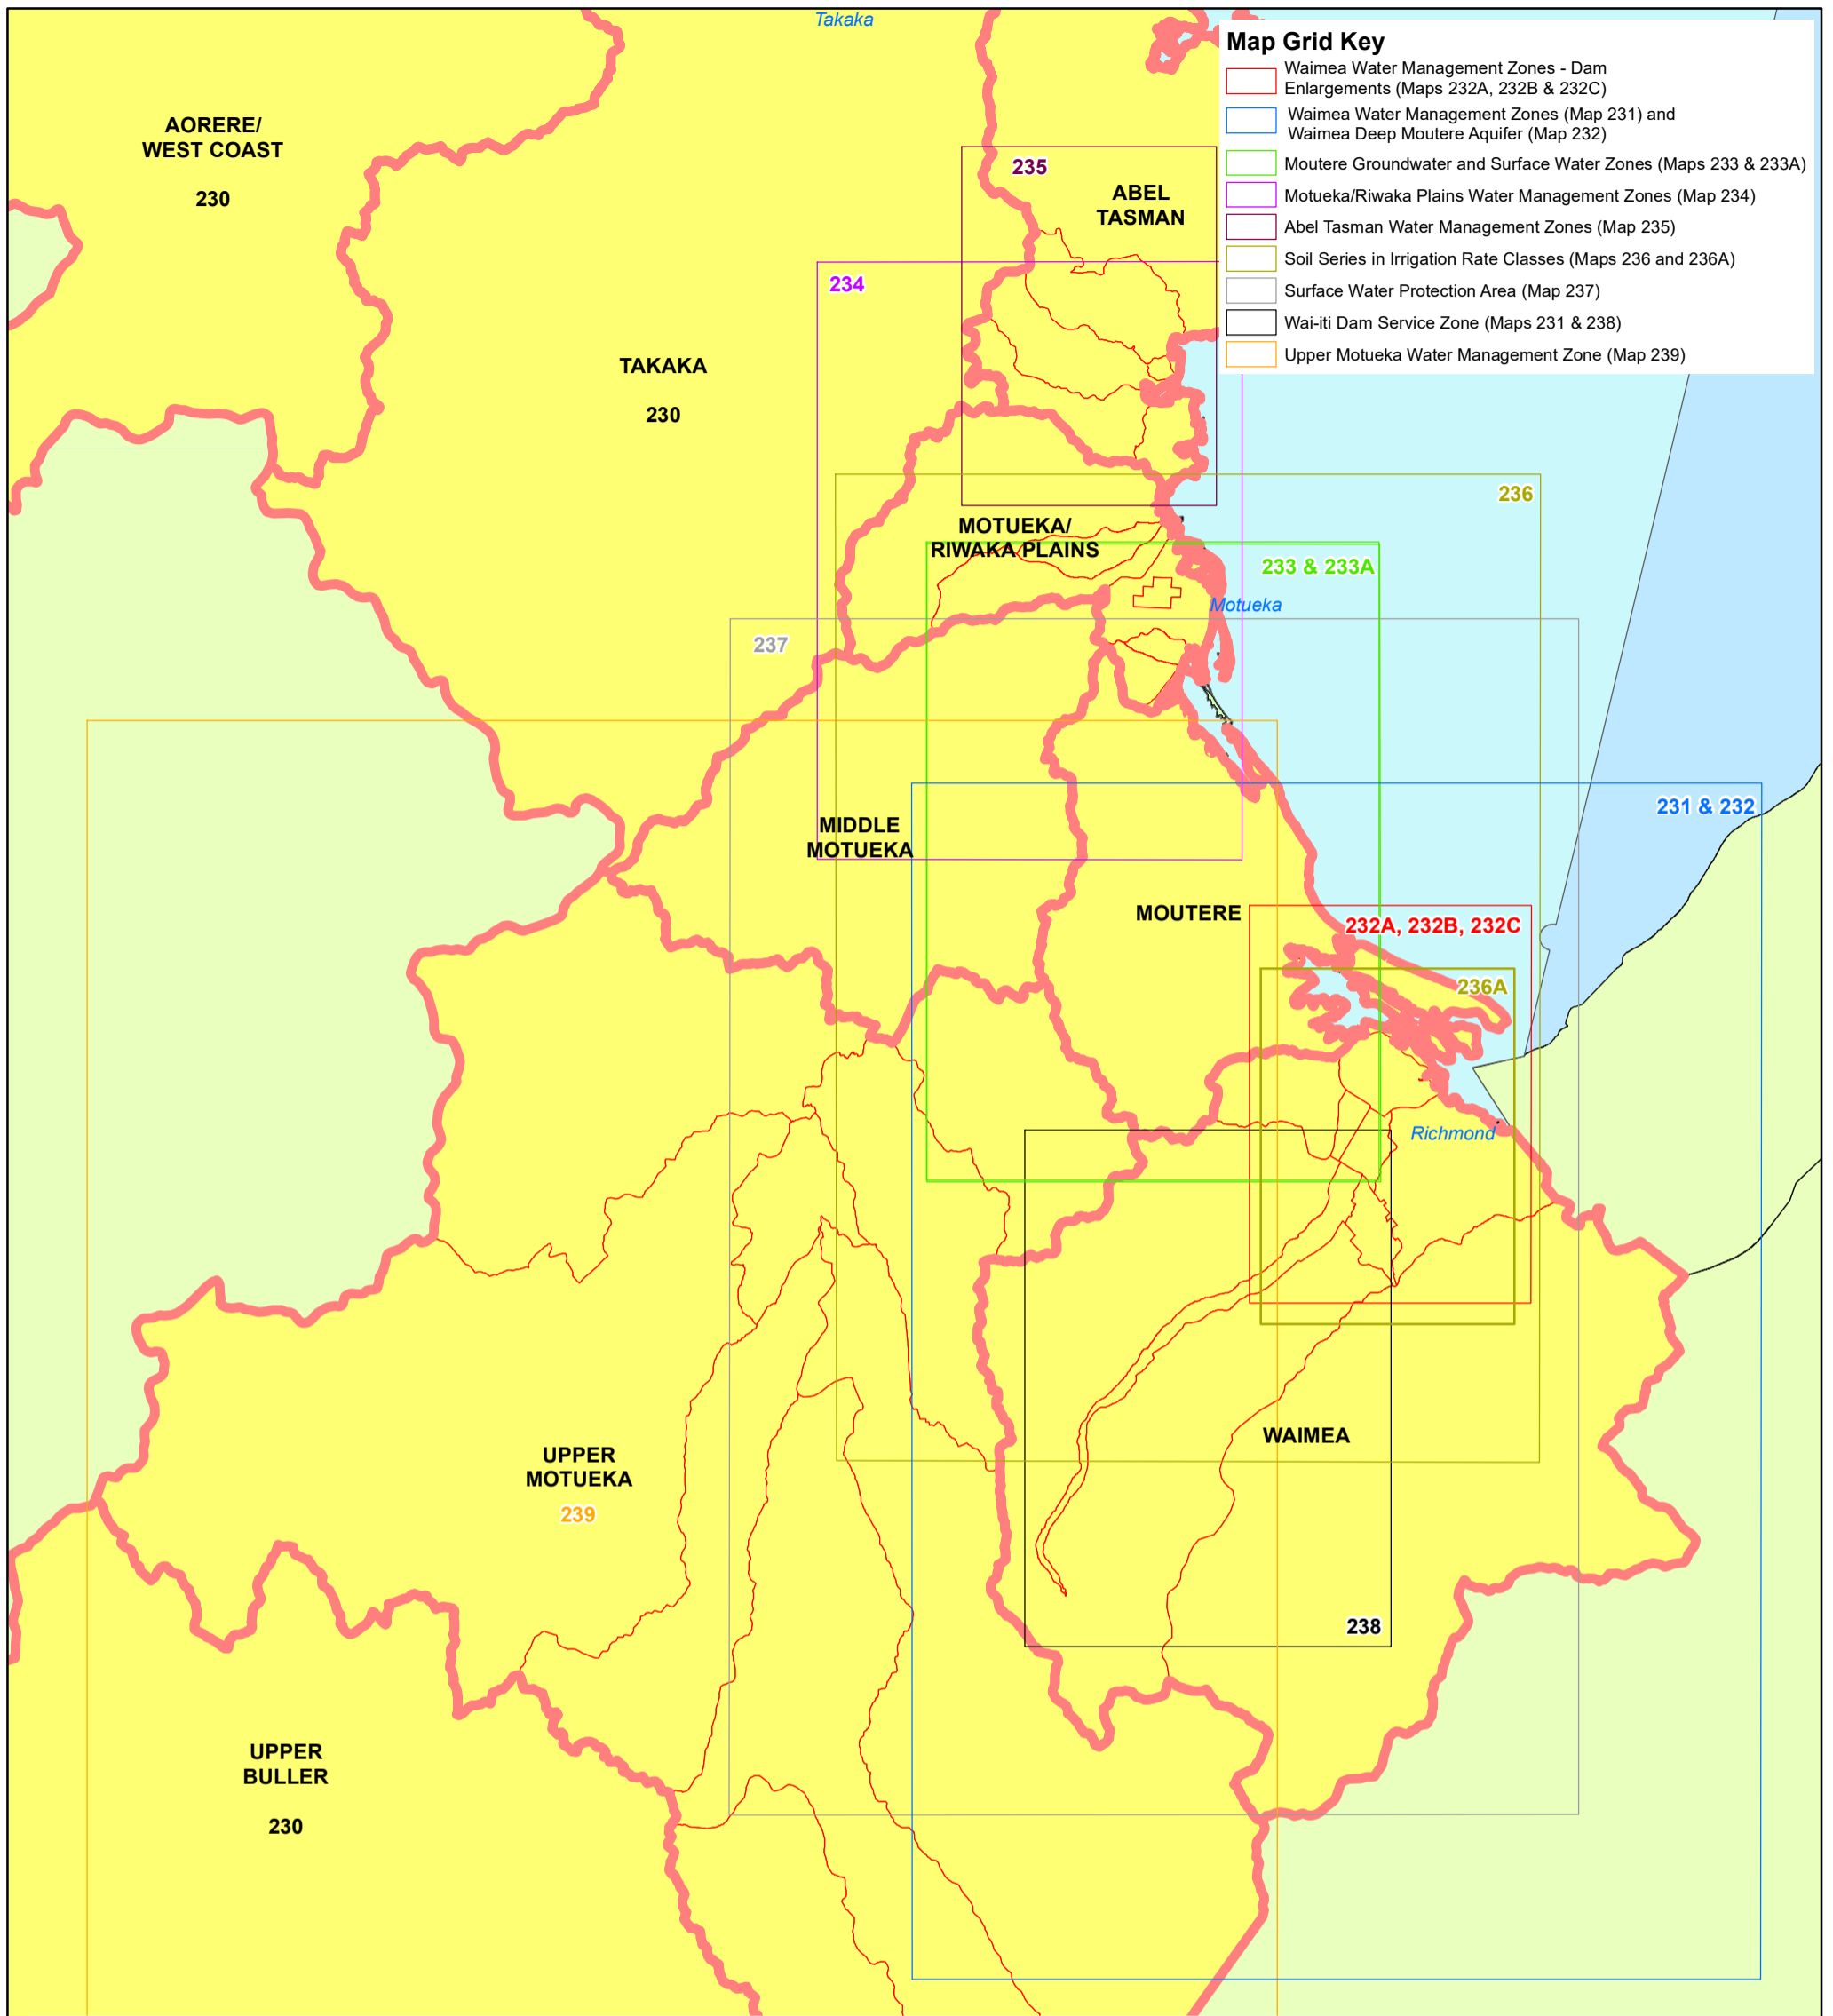 Takaka
Map Grid Key
Waimea Water Management Zones - Dam
Enlargements (Maps 232A, 232B & 232C)
Waimea Water Management Zones (Map 231) and
Waimea Deep Moutere Aquifer (Map 232)
Moutere Groundwater and Surface Water Zones (Maps 233 & 233A)
Motueka/Riwaka Plains Water Management Zones (Map 234)
Abel Tasman Water Management Zones (Map 235)
Soil Series in Irrigation Rate Classes (Maps 236 and 236A)
Surface Water Protection Area (Map 237)
Wai-iti Dam Service Zone (Maps 231 & 238)
Upper Motueka Water Management Zone (Map 239)
AORERE/
WEST COAST
230
235
ABEL
TASMAN
234
TAKAKA
230
236
MOTUEKA/
RIWAKA PLAINS
233 & 233A
Motueka
237
231 & 232
MIDDLE
MOTUEKA
MOUTERE
232A, 232B, 232C
236A
Richmond
WAIMEA
UPPER
MOTUEKA
239
238
UPPER
BULLER
230